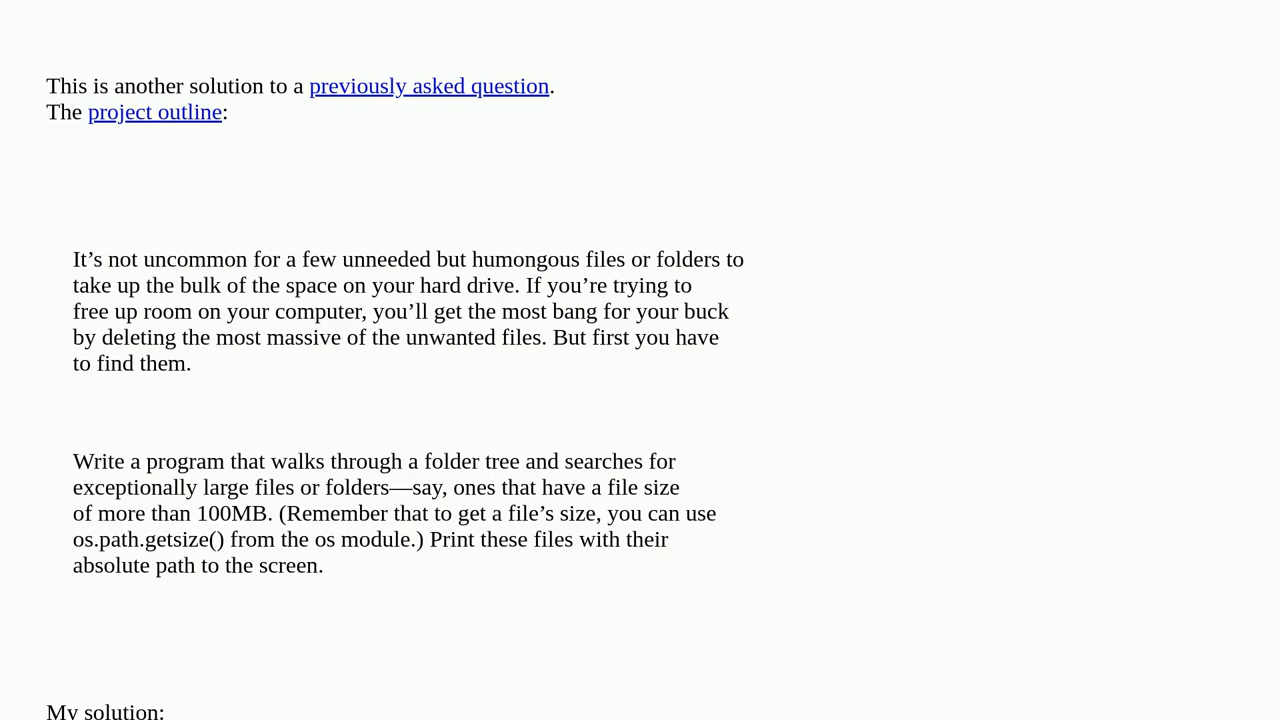 This is another solution to a previously asked question.
The project outline:
It’s not uncommon for a few unneeded but humongous files or folders to
take up the bulk of the space on your hard drive. If you’re trying to
free up room on your computer, you’ll get the most bang for your buck
by deleting the most massive of the unwanted files. But first you have
to find them.
Write a program that walks through a folder tree and searches for
exceptionally large files or folders—say, ones that have a file size
of more than 100MB. (Remember that to get a file’s size, you can use
os.path.getsize() from the os module.) Print these files with their
absolute path to the screen.
My solution: